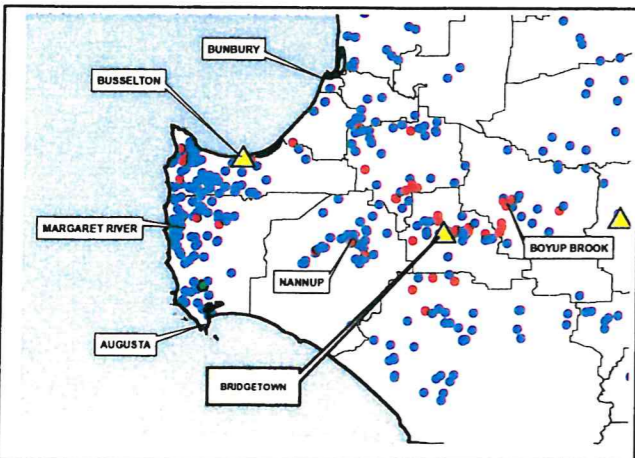 BUNBURY
BUSSELTON
MARGARET RIVER
BOYUP BROOK
NANNUP
AUGUSTA
BRIDGETOWN